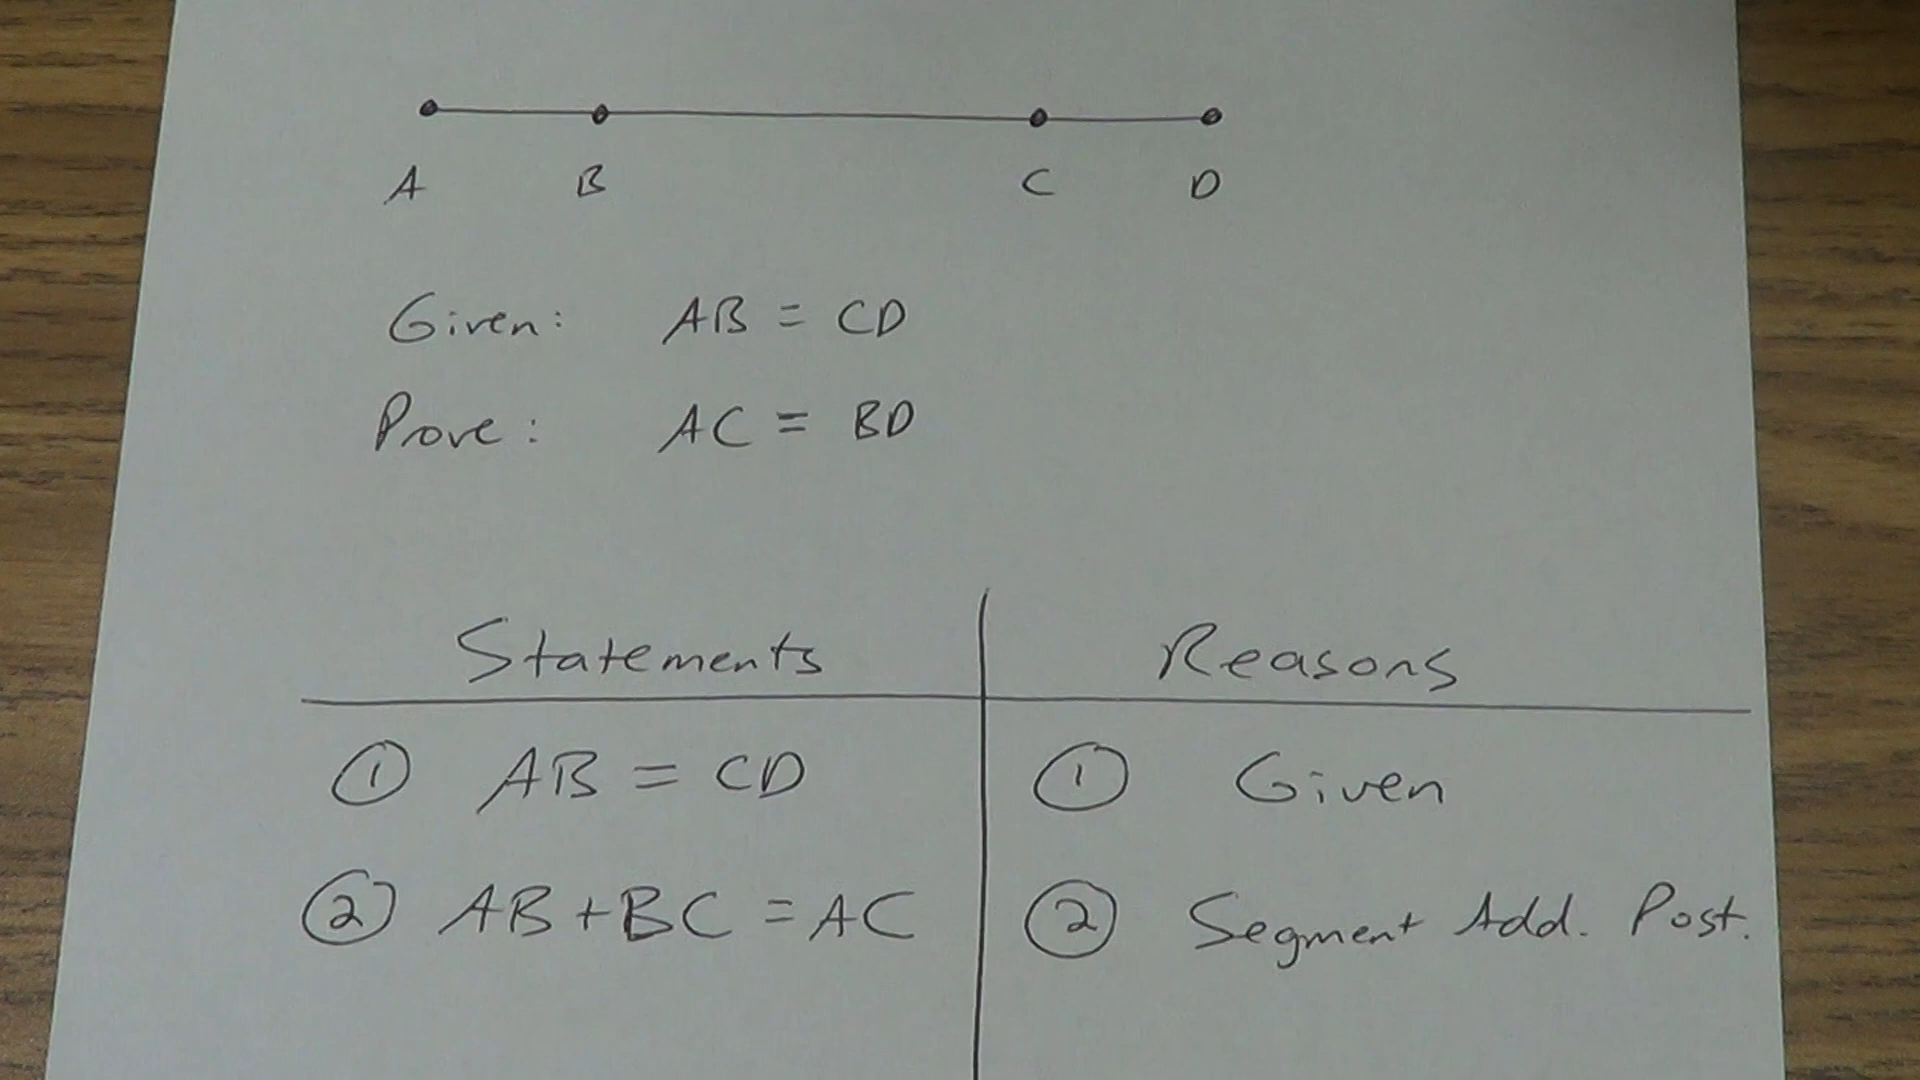 A B C D
Given: AB = CD
Prove: AC = BD
Statements Reasons
① AB = CD ① Given
② AB + BC = AC ② Segment Add. Post.